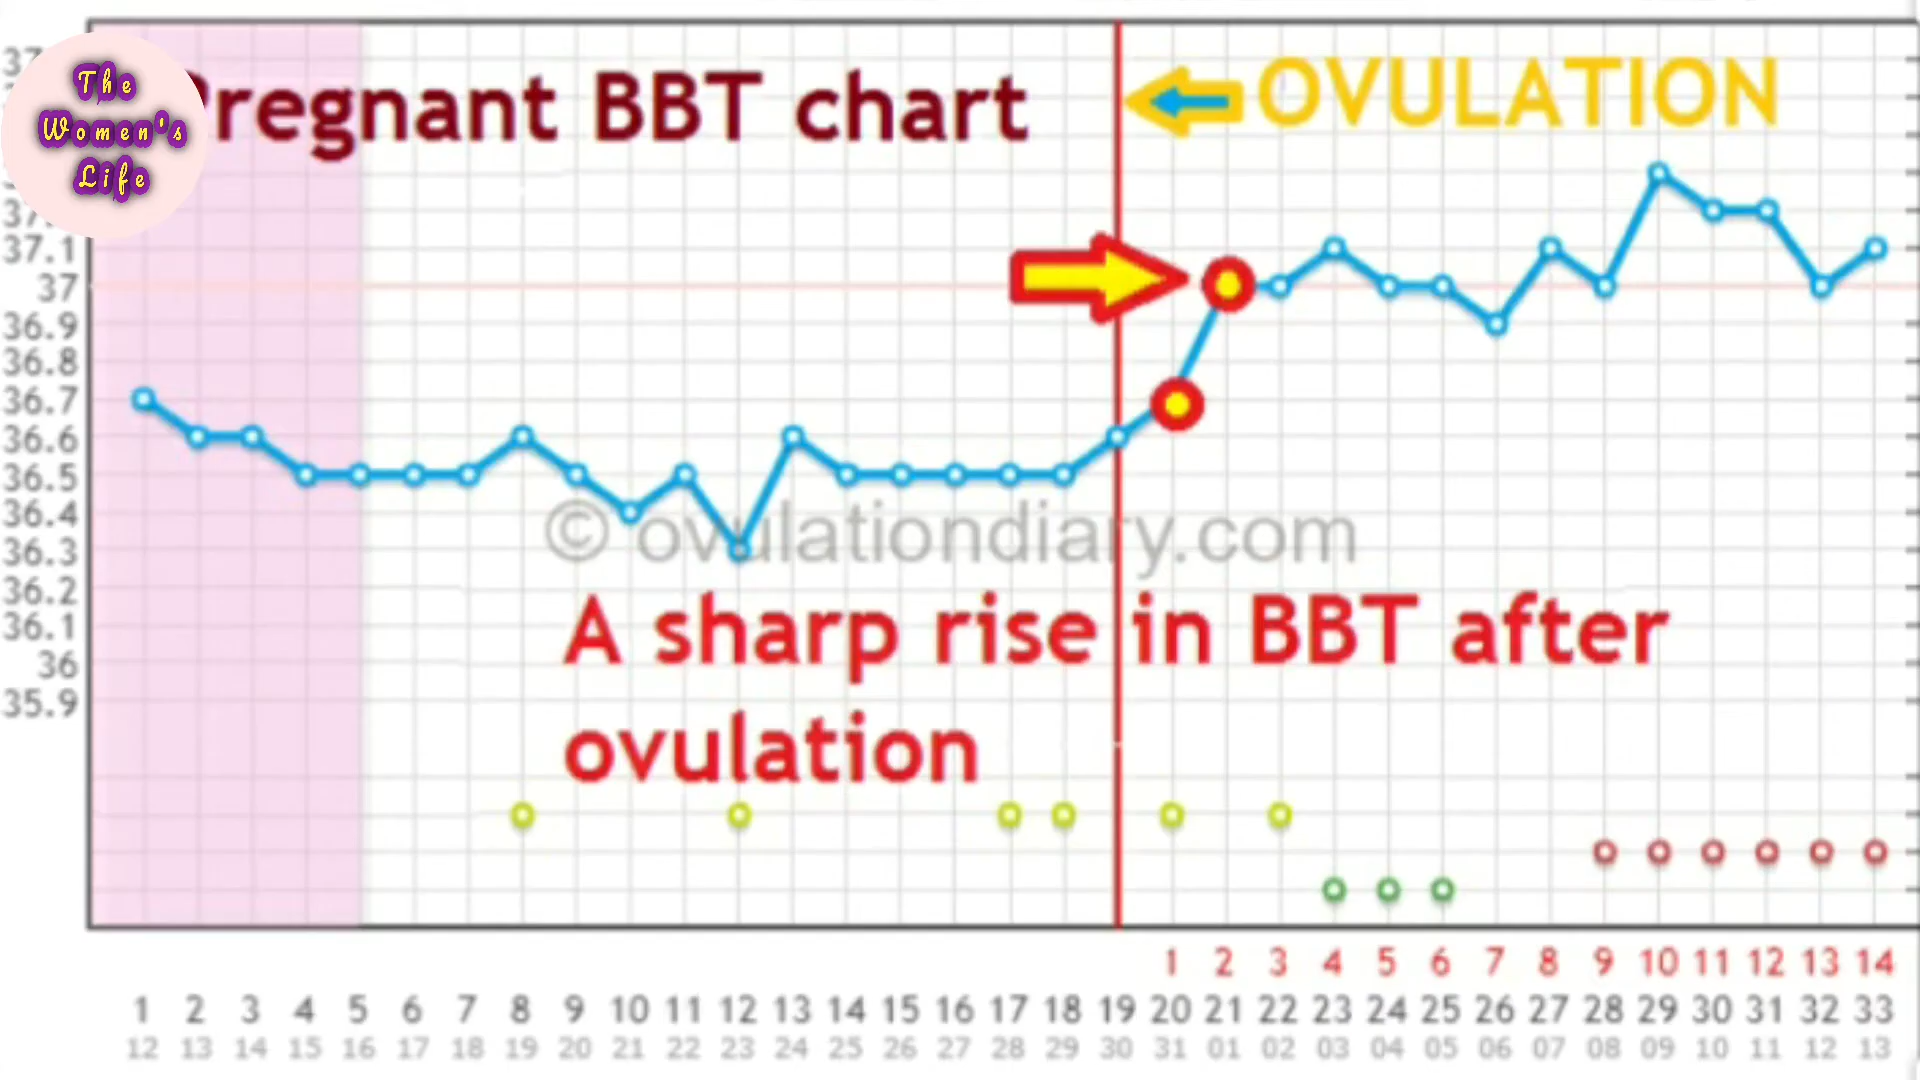 The
Women's
Life
Pregnant BBT chart
OVULATION
37.1
37
36.9
36.8
36.7
36.6
36.5
36.4
36.3
36.2
36.1
36
35.9
© ovulationdiary.com
A sharp rise in BBT after
ovulation
1 2 3 4 5 6 7 8 9 10 11 12 13 14
1 2 3 4 5 6 7 8 9 10 11 12 13 14 15 16 17 18 19 20 21 22 23 24 25 26 27 28 29 30 31 32 33
12 13 14 15 16 17 18 19 20 21 22 23 24 25 26 27 28 29 30 31 01 02 03 04 05 06 07 08 09 10 11 12 13